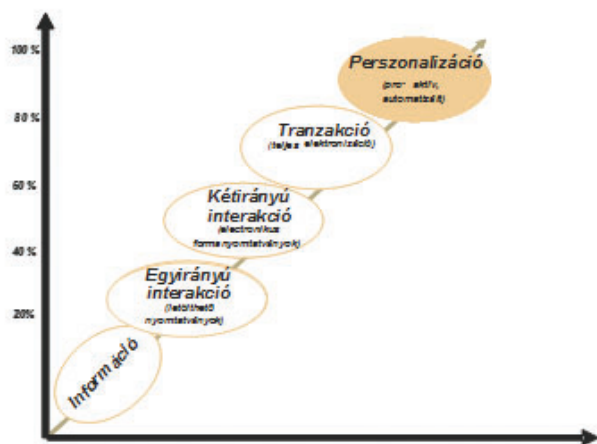 100 %
Perszonalizáció
(pro- aktív,
automatizált)
80 %
Tranzakció
(teljes elektronizáció)
60 %
Kétirányú
interakció
(electronikus
formanyomtatványok)
40 %
Egyirányú
interakció
(letölthető
nyomtatványok)
20%
Információ